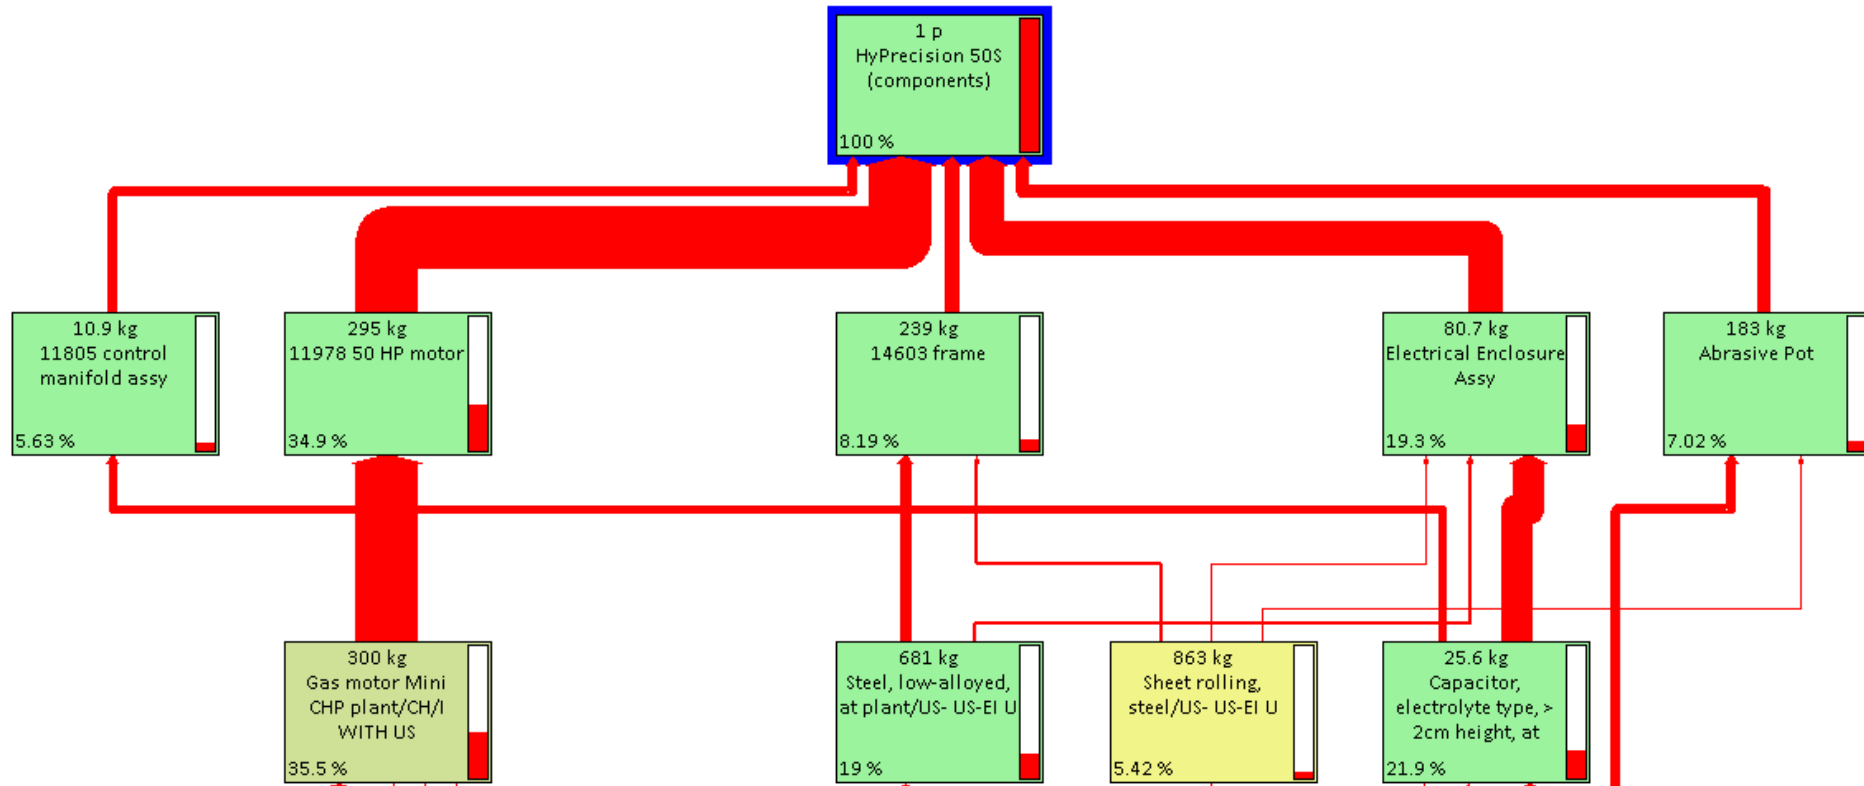 1 p
HyPrecision 50S
(components)
100 %
10.9 kg
11805 control
manifold assy
5.63 %
295 kg
11978 50 HP motor
34.9 %
239 kg
14603 frame
8.19 %
80.7 kg
Electrical Enclosure
Assy
19.3 %
183 kg
Abrasive Pot
7.02 %
300 kg
Gas motor Mini
CHP plant/CH/I
WITH US
35.5 %
681 kg
Steel, low-alloyed,
at plant/US- US-EI U
19 %
863 kg
Sheet rolling,
steel/US- US-EI U
5.42 %
25.6 kg
Capacitor,
electrolyte type, >
2cm height, at
21.9 %